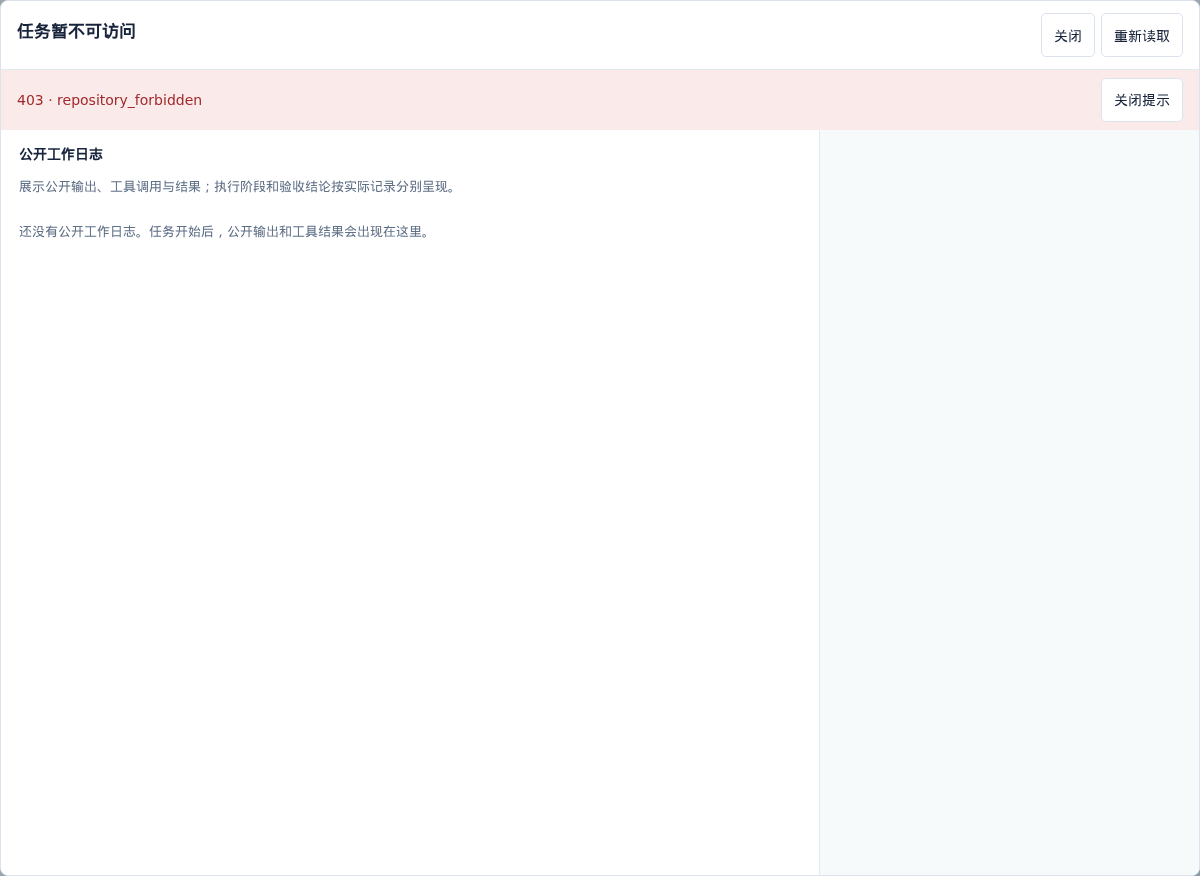 任务暂不可访问
关闭
重新读取
403 · repository_forbidden
关闭提示
公开工作日志
展示公开输出、工具调用与结果；执行阶段和验收结论按实际记录分别呈现。
还没有公开工作日志。任务开始后，公开输出和工具结果会出现在这里。